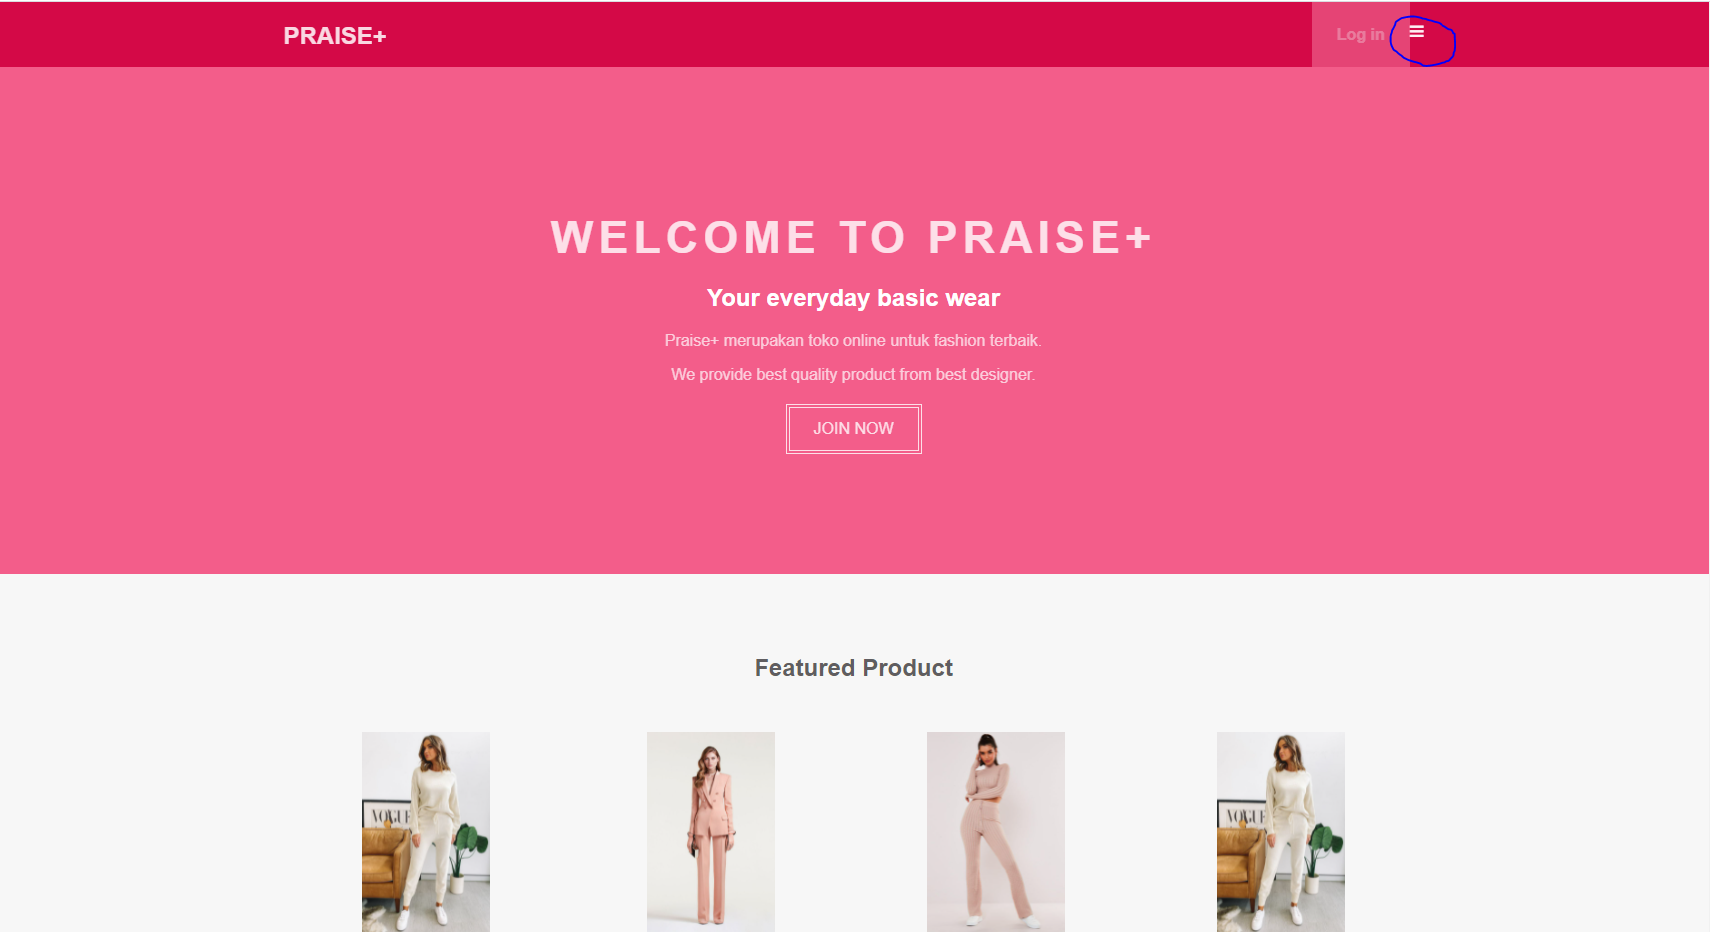 PRAISE+
Log in
WELCOME TO PRAISE+
Your everyday basic wear
Praise+ merupakan toko online untuk fashion terbaik.
We provide best quality product from best designer.
JOIN NOW
Featured Product
VOGUE
VOGUE